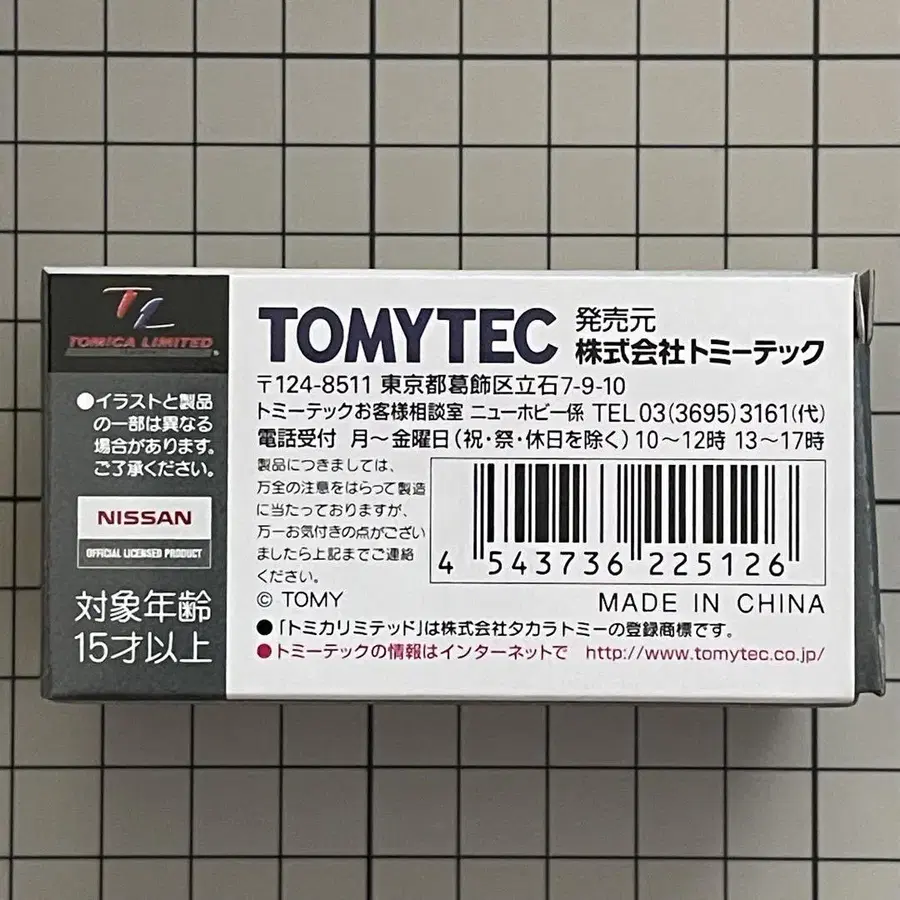 TL
TOMICA LIMITED
®
●イラストと製品
の一部は異なる
場合があります。
ご了承ください。
NISSAN
OFFICIAL LICENSED PRODUCT
対象年齢
15才以上
TOMYTEC
発売元
株式会社トミーテック
〒124-8511 東京都葛飾区立石7-9-10
トミーテックお客様相談室 ニューホビー係 TEL 03(3695)3161(代)
電話受付 月～金曜日(祝・祭・休日を除く) 10～12時 13～17時
製品につきましては、
万全の注意をはらって製造
に当たっておりますが、
万一お気付きの点がござい
ましたら上記までご連絡
ください。
4 543736 225126
© TOMY
MADE IN CHINA
●「トミカリミテッド」は株式会社タカラトミーの登録商標です。
●トミーテックの情報はインターネットで http://www.tomytec.co.jp/